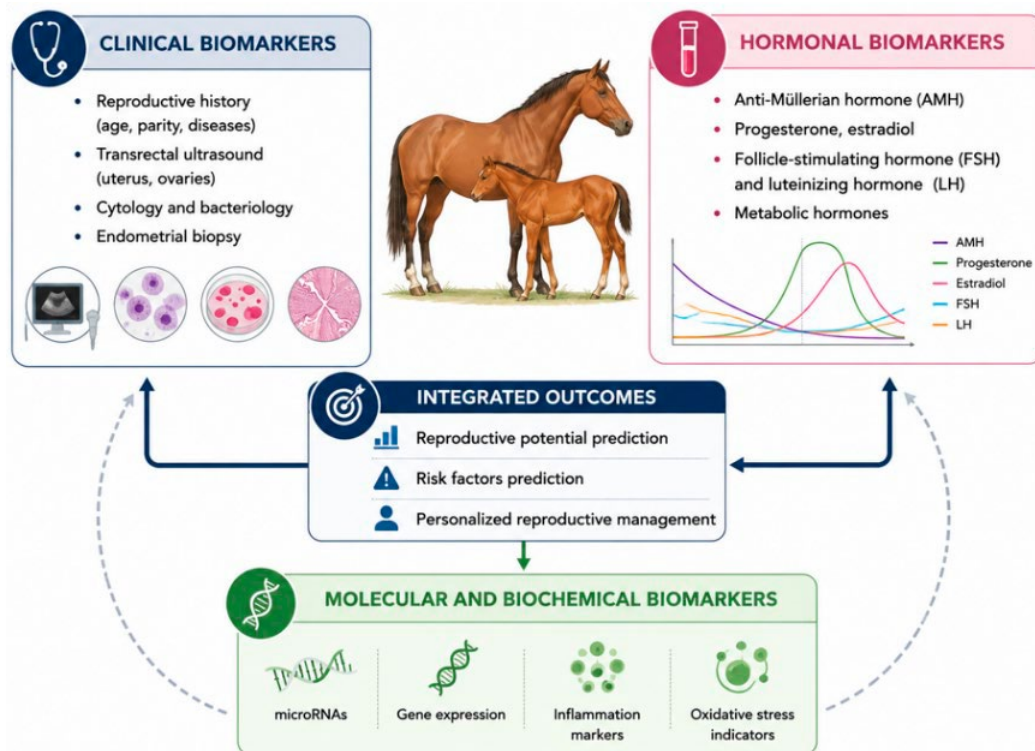 CLINICAL BIOMARKERS
• Reproductive history
(age, parity, diseases)
• Transrectal ultrasound
(uterus, ovaries)
• Cytology and bacteriology
• Endometrial biopsy
HORMONAL BIOMARKERS
• Anti-Müllerian hormone (AMH)
• Progesterone, estradiol
• Follicle-stimulating hormone (FSH)
and luteinizing hormone (LH)
• Metabolic hormones
AMH
Progesterone
Estradiol
FSH
LH
INTEGRATED OUTCOMES
Reproductive potential prediction
Risk factors prediction
Personalized reproductive management
MOLECULAR AND BIOCHEMICAL BIOMARKERS
microRNAs
Gene expression
Inflammation
markers
Oxidative stress
indicators